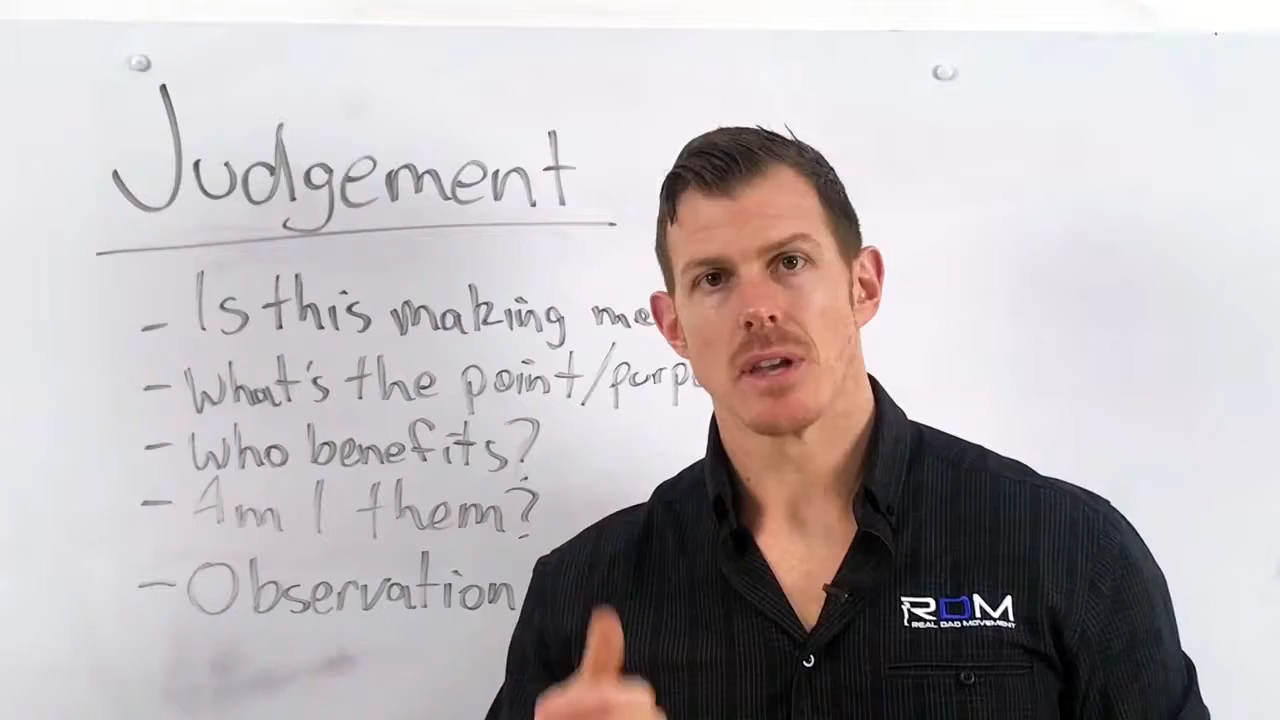 Judgement
- Is this making me
- What's the point/purp
- Who benefits?
- Am I them?
- Observation
RDM
REAL DAD MOVEMENT